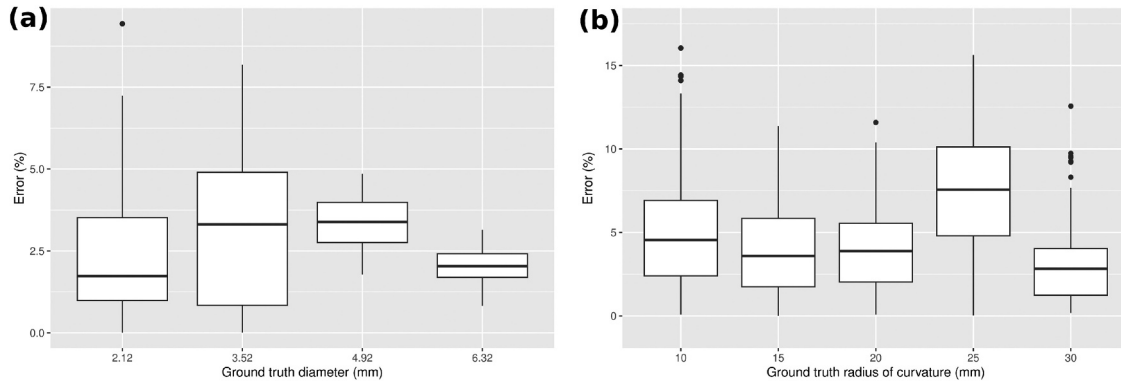 (a)
Error (%)
7.5
5.0
2.5
0.0
2.12 3.52 4.92 6.32
Ground truth diameter (mm)
(b)
Error (%)
15
10
5
0
10 15 20 25 30
Ground truth radius of curvature (mm)